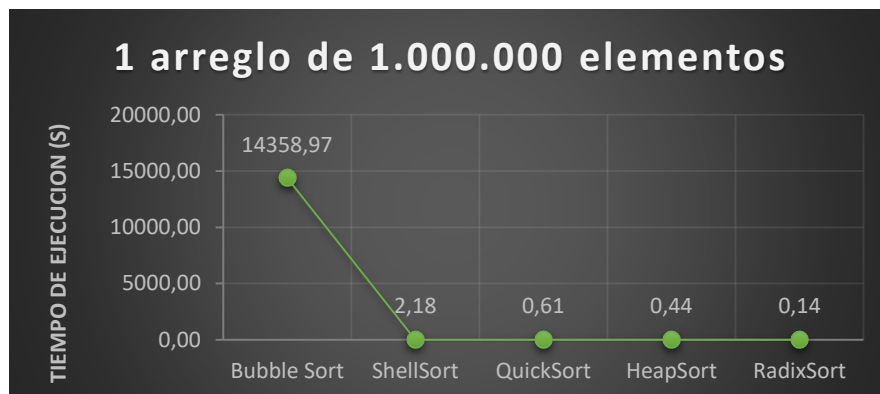 1 arreglo de 1.000.000 elementos
TIEMPO DE EJECUCION (S)
20000,00
15000,00
10000,00
5000,00
0,00
14358,97
2,18
0,61
0,44
0,14
Bubble Sort
ShellSort
QuickSort
HeapSort
RadixSort